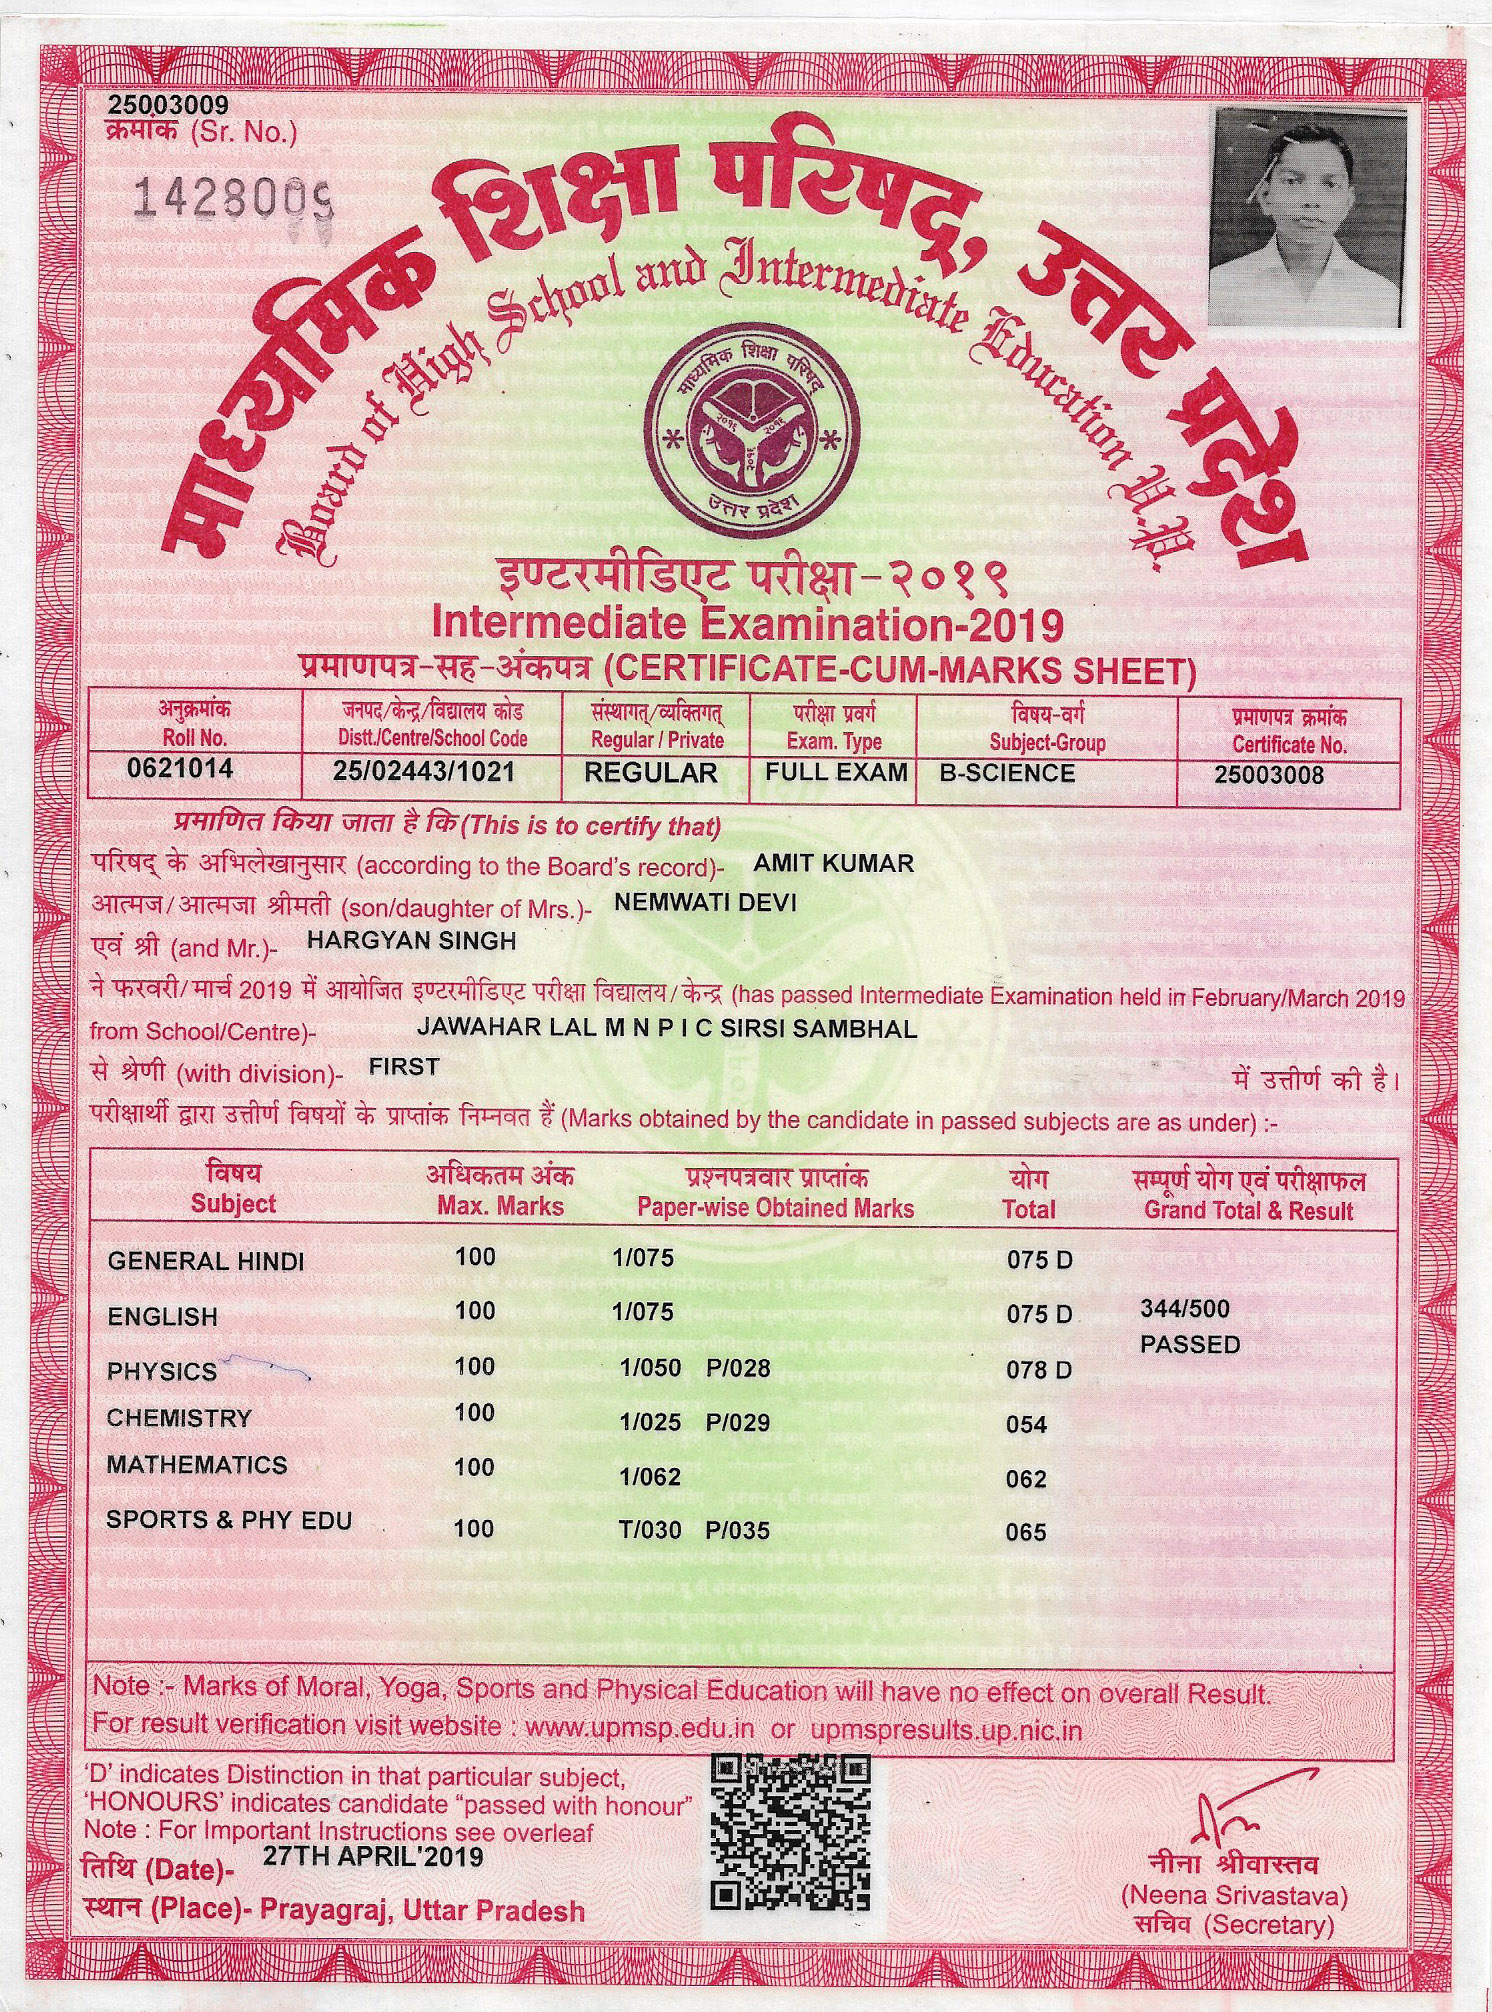 25003009
क्रमांक (Sr. No.)
1428009
माध्यमिक शिक्षा परिषद्, उत्तर प्रदेश
Board of High School and Intermediate Education U.P.
माध्यमिक शिक्षा परिषद्
२०१६ २०१६
२०१६
उत्तर प्रदेश
इण्टरमीडिएट परीक्षा-२०१९
Intermediate Examination-2019
प्रमाणपत्र-सह-अंकपत्र (CERTIFICATE-CUM-MARKS SHEET)
अनुक्रमांक जनपद/केन्द्र/विद्यालय कोड संस्थागत्/व्यक्तिगत् परीक्षा प्रवर्ग विषय-वर्ग प्रमाणपत्र क्रमांक
Roll No. Distt./Centre/School Code Regular / Private Exam. Type Subject-Group Certificate No.
0621014 25/02443/1021 REGULAR FULL EXAM B-SCIENCE 25003008
प्रमाणित किया जाता है कि (This is to certify that)
परिषद् के अभिलेखानुसार (according to the Board's record)- AMIT KUMAR
आत्मज/आत्मजा श्रीमती (son/daughter of Mrs.)- NEMWATI DEVI
एवं श्री (and Mr.)- HARGYAN SINGH
ने फरवरी/मार्च 2019 में आयोजित इण्टरमीडिएट परीक्षा विद्यालय/केन्द्र (has passed Intermediate Examination held in February/March 2019
from School/Centre)- JAWAHAR LAL M N P I C SIRSI SAMBHAL
से श्रेणी (with division)- FIRST में उत्तीर्ण की है।
परीक्षार्थी द्वारा उत्तीर्ण विषयों के प्राप्तांक निम्नवत हैं (Marks obtained by the candidate in passed subjects are as under) :-
विषय अधिकतम अंक प्रश्नपत्रवार प्राप्तांक योग सम्पूर्ण योग एवं परीक्षाफल
Subject Max. Marks Paper-wise Obtained Marks Total Grand Total & Result
GENERAL HINDI 100 1/075 075 D
ENGLISH 100 1/075 075 D 344/500
PASSED
PHYSICS 100 1/050 P/028 078 D
CHEMISTRY 100 1/025 P/029 054
MATHEMATICS 100 1/062 062
SPORTS & PHY EDU 100 T/030 P/035 065
Note :- Marks of Moral, Yoga, Sports and Physical Education will have no effect on overall Result.
For result verification visit website : www.upmsp.edu.in or upmspresults.up.nic.in
'D' indicates Distinction in that particular subject,
'HONOURS' indicates candidate "passed with honour"
Note : For Important Instructions see overleaf
तिथि (Date)- 27TH APRIL'2019
स्थान (Place)- Prayagraj, Uttar Pradesh
नीना श्रीवास्तव
(Neena Srivastava)
सचिव (Secretary)